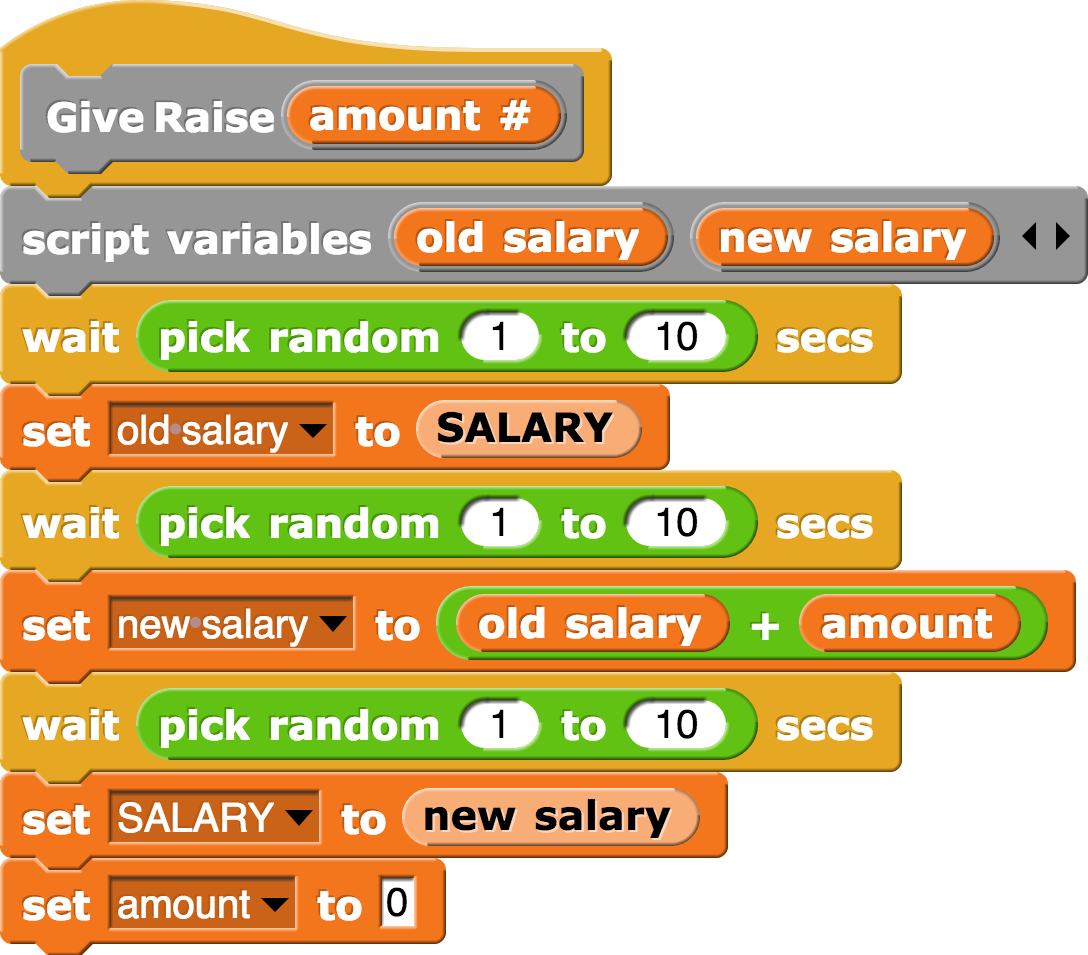 Give Raise amount #
script variables old salary new salary
wait pick random 1 to 10 secs
set old salary to SALARY
wait pick random 1 to 10 secs
set new salary to old salary + amount
wait pick random 1 to 10 secs
set SALARY to new salary
set amount to 0